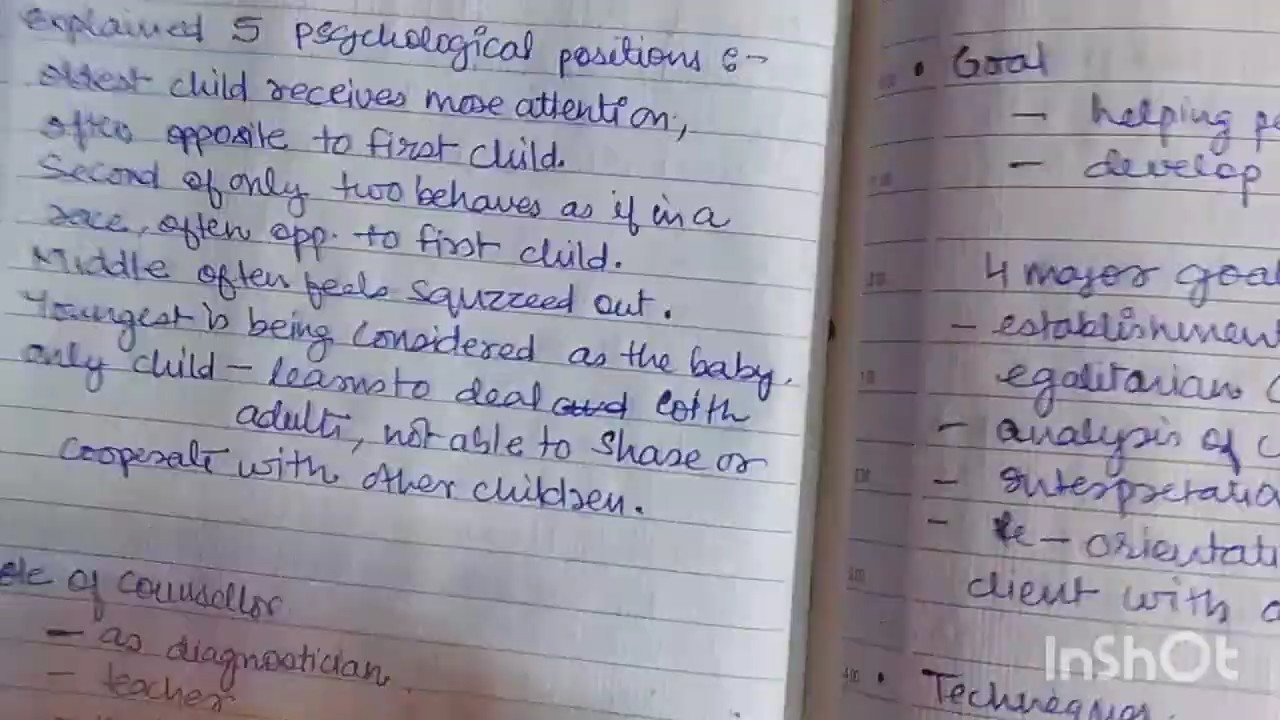 explained 5 psychological positions :-
oldest child receives more attention,
often opposite to first child.
Second of only two behaves as if in a
race, often opp. to first child.
Middle often feels squzzeed out.
Youngest is being considered as the baby.
only child - learns to deal with
adults, not able to share or
cooperate with other children.
of counsellor
- as diagnostician
- teacher
• Goal
- helping
- develop
4 major goal
- establishment
egalitarian
- analysis of
- interpretatio
- Re-orientati
client with
• Techniques
InShOt